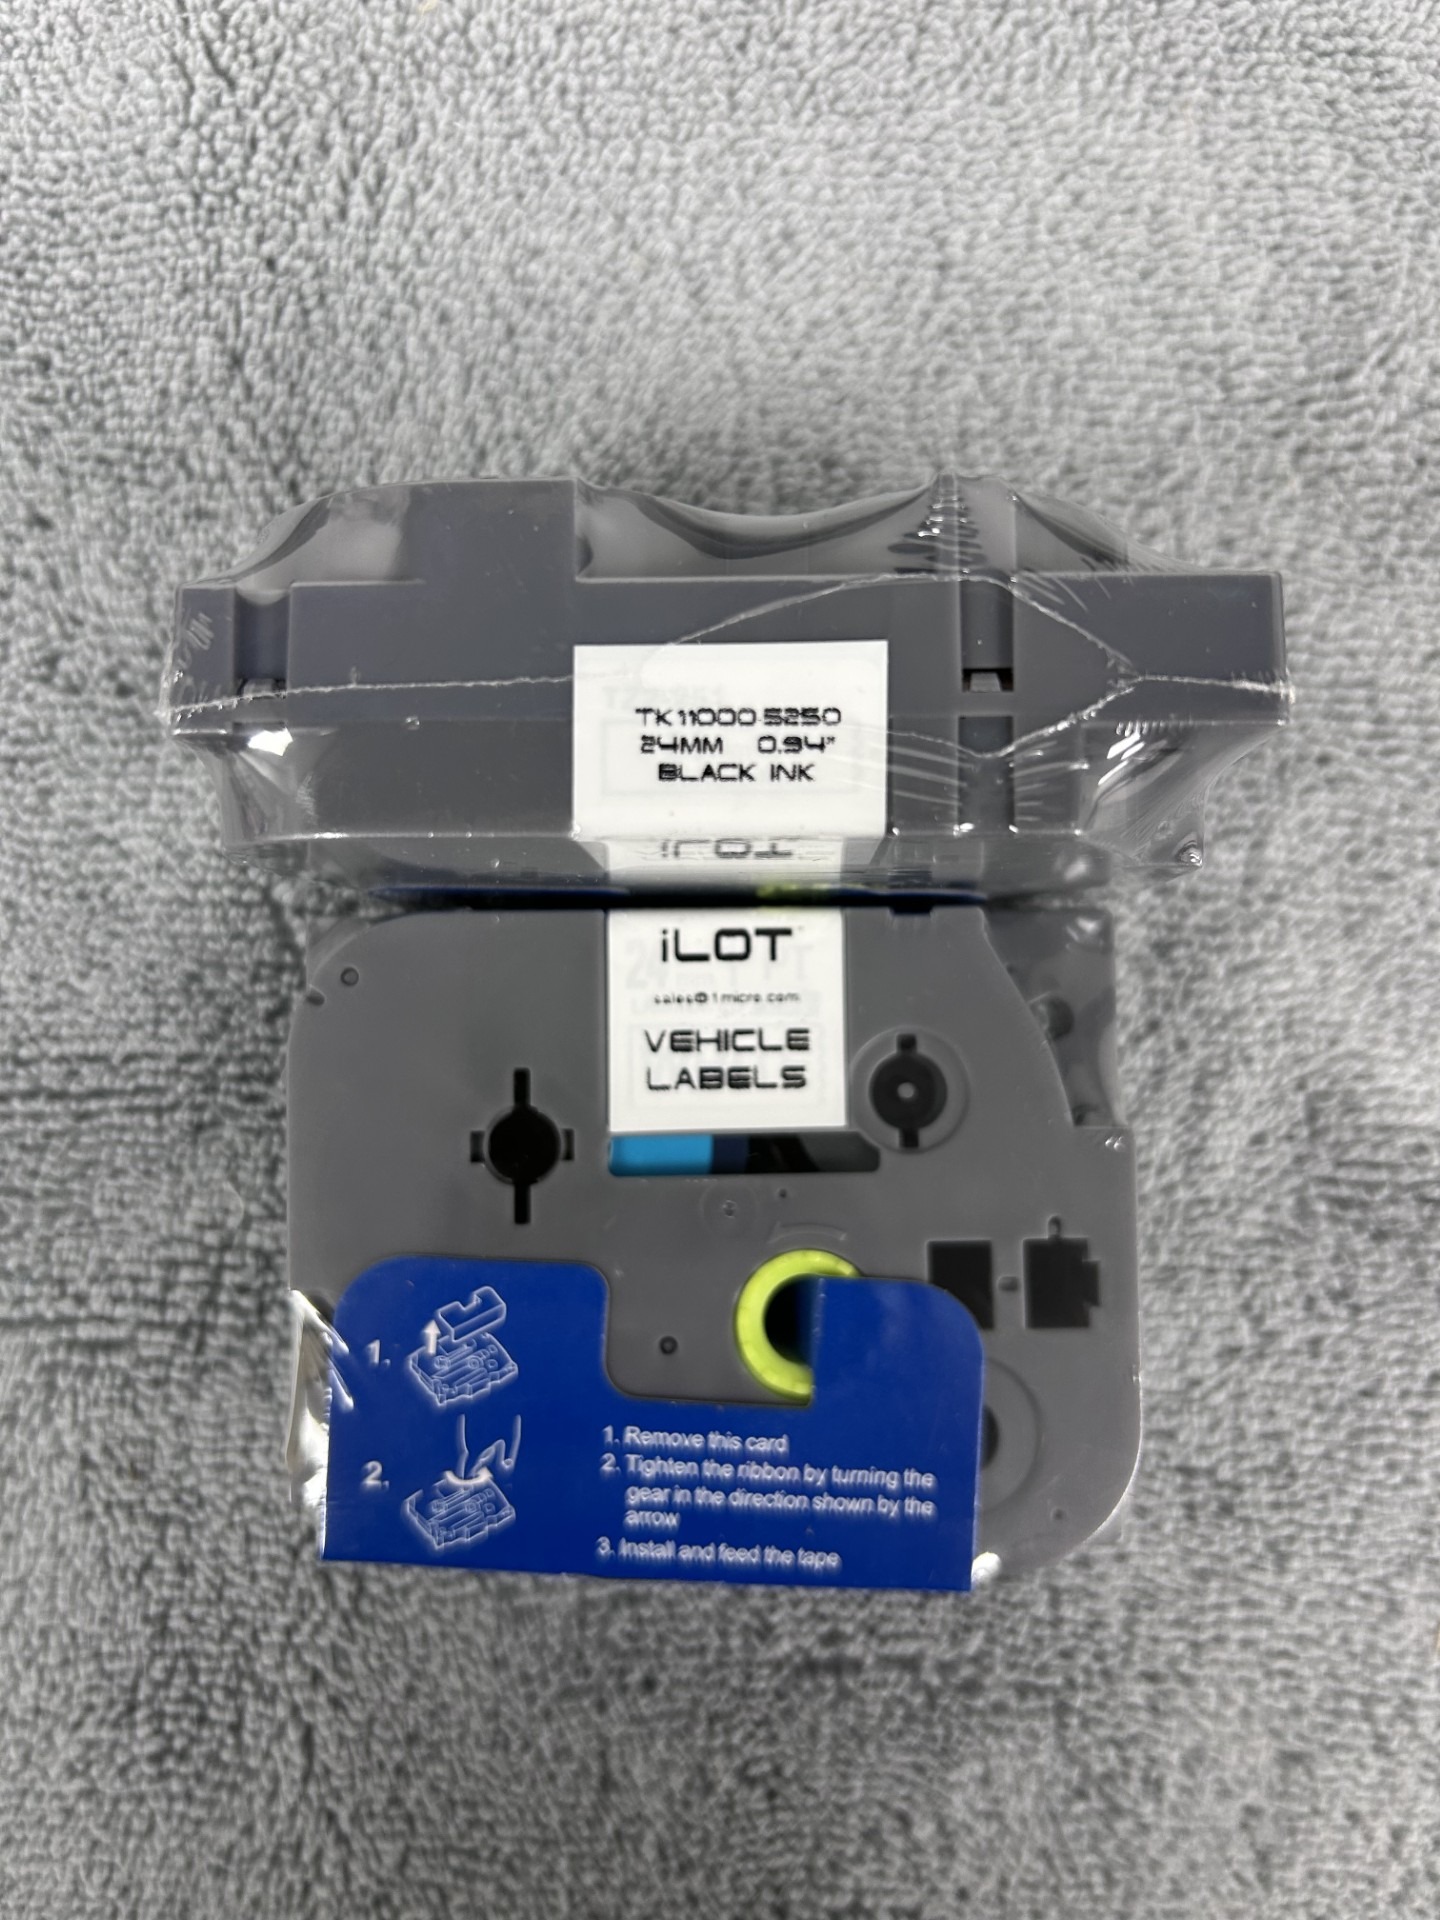 TK11000-5250
24MM 0.94"
BLACK INK
iLOT
iLOT
sales@1micro.com
VEHICLE
LABELS
1.
2.
1. Remove this card
2. Tighten the ribbon by turning the
gear in the direction shown by the
arrow
3. Install and feed the tape